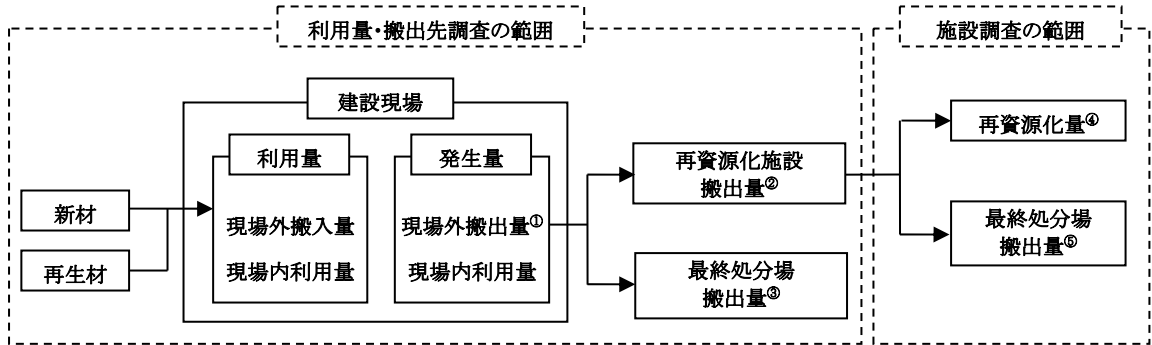 利用量・搬出先調査の範囲
施設調査の範囲
建設現場
利用量
発生量
新材
再生材
現場外搬入量
現場内利用量
現場外搬出量①
現場内利用量
再資源化施設
搬出量②
最終処分場
搬出量③
再資源化量④
最終処分場
搬出量⑤